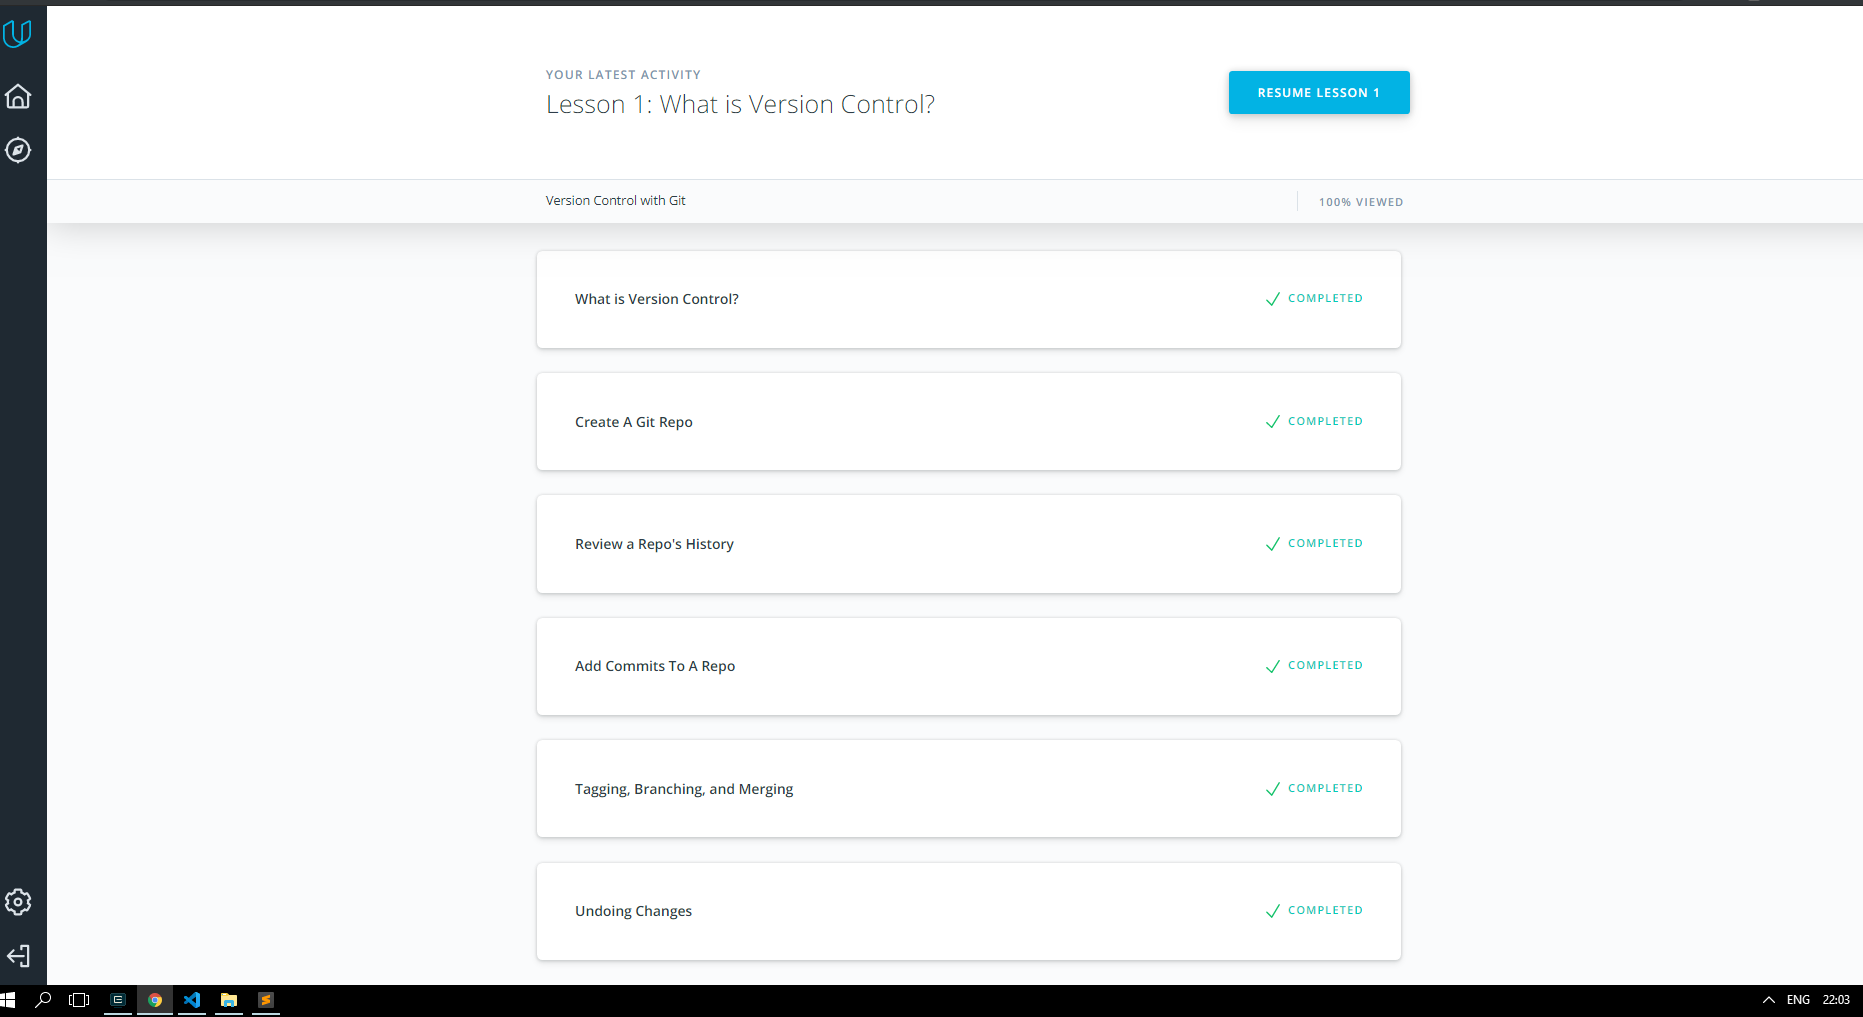 YOUR LATEST ACTIVITY
Lesson 1: What is Version Control?
RESUME LESSON 1
Version Control with Git
100% VIEWED
What is Version Control?
COMPLETED
Create A Git Repo
COMPLETED
Review a Repo's History
COMPLETED
Add Commits To A Repo
COMPLETED
Tagging, Branching, and Merging
COMPLETED
Undoing Changes
COMPLETED
ENG 22:03